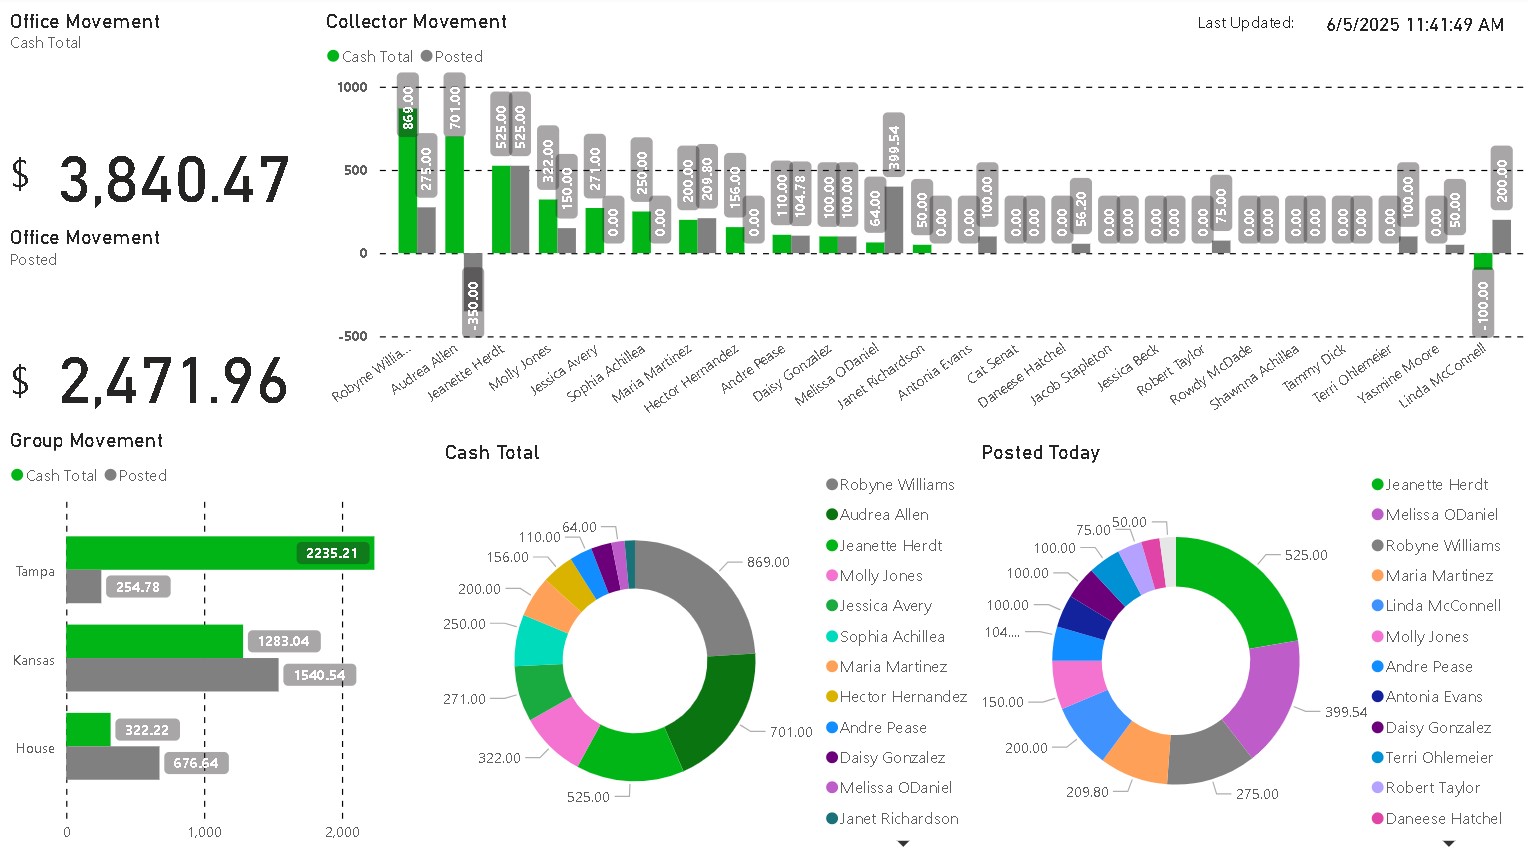 Office Movement
Cash Total
$ 3,840.47
Office Movement
Posted
$ 2,471.96
Collector Movement
Last Updated: 6/5/2025 11:41:49 AM
Cash Total Posted
1000
500
0
-500
869.00
275.00
701.00
-350.00
525.00
525.00
322.00
150.00
271.00
0.00
250.00
0.00
200.00
209.80
156.00
0.00
110.00
104.78
100.00
100.00
64.00
399.54
50.00
0.00
0.00
100.00
0.00
0.00
0.00
56.20
0.00
0.00
0.00
0.00
0.00
75.00
0.00
0.00
0.00
0.00
0.00
0.00
0.00
100.00
0.00
50.00
-100.00
200.00
Robyne Willia...
Audrea Allen
Jeanette Herdt
Molly Jones
Jessica Avery
Sophia Achillea
Maria Martinez
Hector Hernandez
Andre Pease
Daisy Gonzalez
Melissa ODaniel
Janet Richardson
Antonia Evans
Cat Senat
Daneese Hatchel
Jacob Stapleton
Jessica Beck
Robert Taylor
Rowdy McDade
Shawnna Achillea
Tammy Dick
Terri Ohlemeier
Yasmine Moore
Linda McConnell
Group Movement
Cash Total Posted
Tampa
2235.21
254.78
Kansas
1283.04
1540.54
House
322.22
676.64
0 1,000 2,000
Cash Total
869.00
701.00
525.00
322.00
271.00
250.00
200.00
156.00
110.00
64.00
Robyne Williams
Audrea Allen
Jeanette Herdt
Molly Jones
Jessica Avery
Sophia Achillea
Maria Martinez
Hector Hernandez
Andre Pease
Daisy Gonzalez
Melissa ODaniel
Janet Richardson
Posted Today
525.00
399.54
275.00
209.80
200.00
150.00
104....
100.00
100.00
100.00
75.00
50.00
Jeanette Herdt
Melissa ODaniel
Robyne Williams
Maria Martinez
Linda McConnell
Molly Jones
Andre Pease
Antonia Evans
Daisy Gonzalez
Terri Ohlemeier
Robert Taylor
Daneese Hatchel